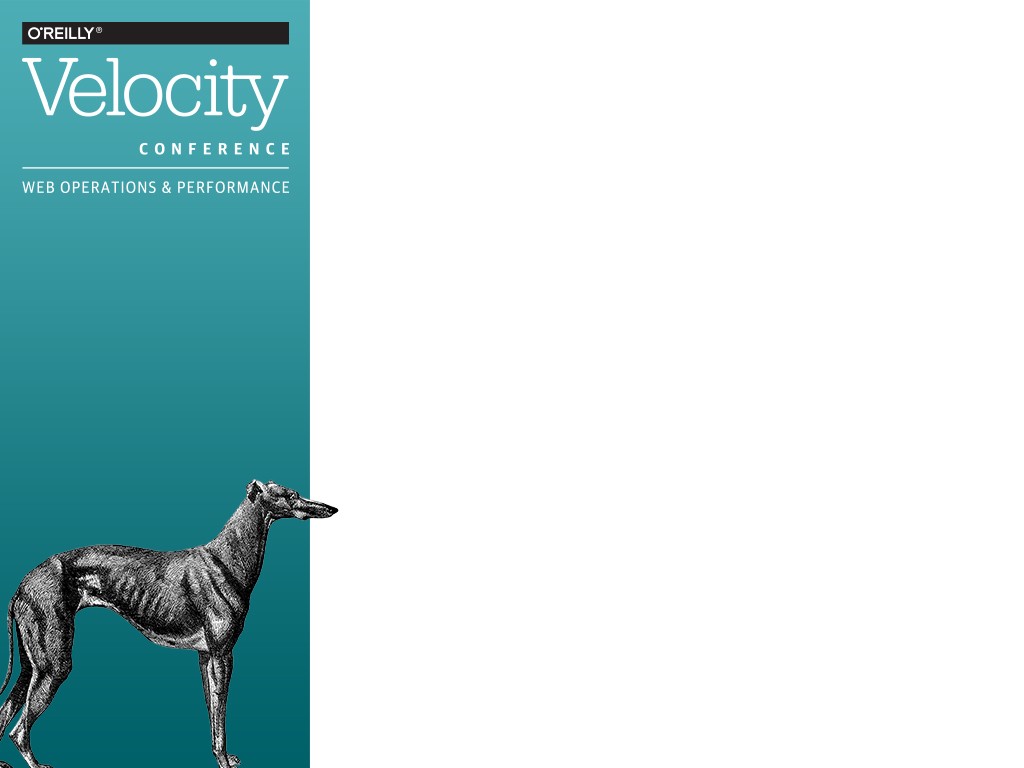 O'REILLY®
Velocity
CONFERENCE
WEB OPERATIONS & PERFORMANCE